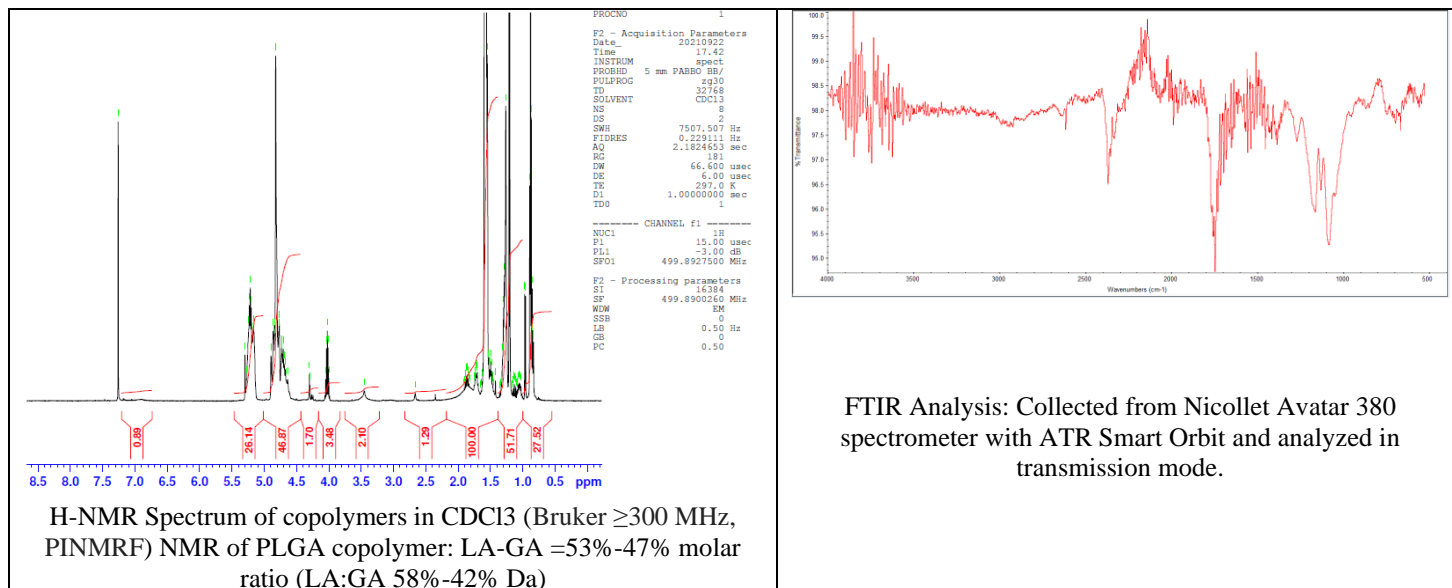 PROCNO 1
F2 - Acquisition Parameters
Date_ 20210922
Time 17.42
INSTRUM spect
PROBHD 5 mm PABBO BB/
PULPROG zg30
TD 32768
SOLVENT CDCl3
NS 8
DS 2
SWH 7507.507 Hz
FIDRES 0.229111 Hz
AQ 2.1824653 sec
RG 181
DW 66.600 usec
DE 6.00 usec
TE 297.0 K
D1 1.00000000 sec
TD0 1
======== CHANNEL f1 ========
NUC1 1H
P1 15.00 usec
PL1 -3.00 dB
SFO1 499.8927500 MHz
F2 - Processing parameters
SI 16384
SF 499.8900260 MHz
WDW EM
SSB 0
LB 0.50 Hz
GB 0
PC 0.50
0.89 26.14 46.87 1.70 3.48 2.10 1.29 100.00 51.71 27.52
8.5 8.0 7.5 7.0 6.5 6.0 5.5 5.0 4.5 4.0 3.5 3.0 2.5 2.0 1.5 1.0 0.5 ppm
H-NMR Spectrum of copolymers in CDCl3 (Bruker ≥300 MHz,
PINMRF) NMR of PLGA copolymer: LA-GA =53%-47% molar
ratio (LA:GA 58%-42% Da)
100.0
99.5
99.0
98.5
98.0
97.5
97.0
96.5
96.0
95.5
95.0
%Transmittance
4000 3500 3000 2500 2000 1500 1000 500
Wavenumbers (cm-1)
FTIR Analysis: Collected from Nicollet Avatar 380
spectrometer with ATR Smart Orbit and analyzed in
transmission mode.